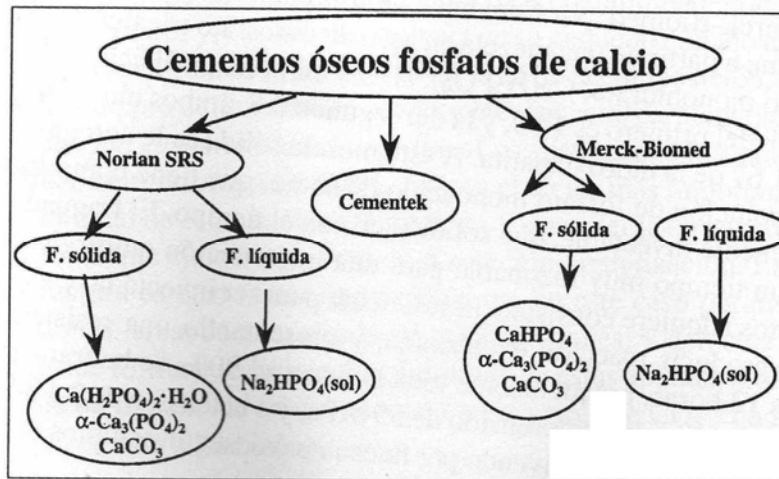 Cementos óseos fosfatos de calcio
Norian SRS
Cementek
Merck-Biomed
F. sólida
F. líquida
F. sólida
F. líquida
Ca(H₂PO₄)₂·H₂O
α-Ca₃(PO₄)₂
CaCO₃
Na₂HPO₄(sol)
CaHPO₄
α-Ca₃(PO₄)₂
CaCO₃
Na₂HPO₄(sol)